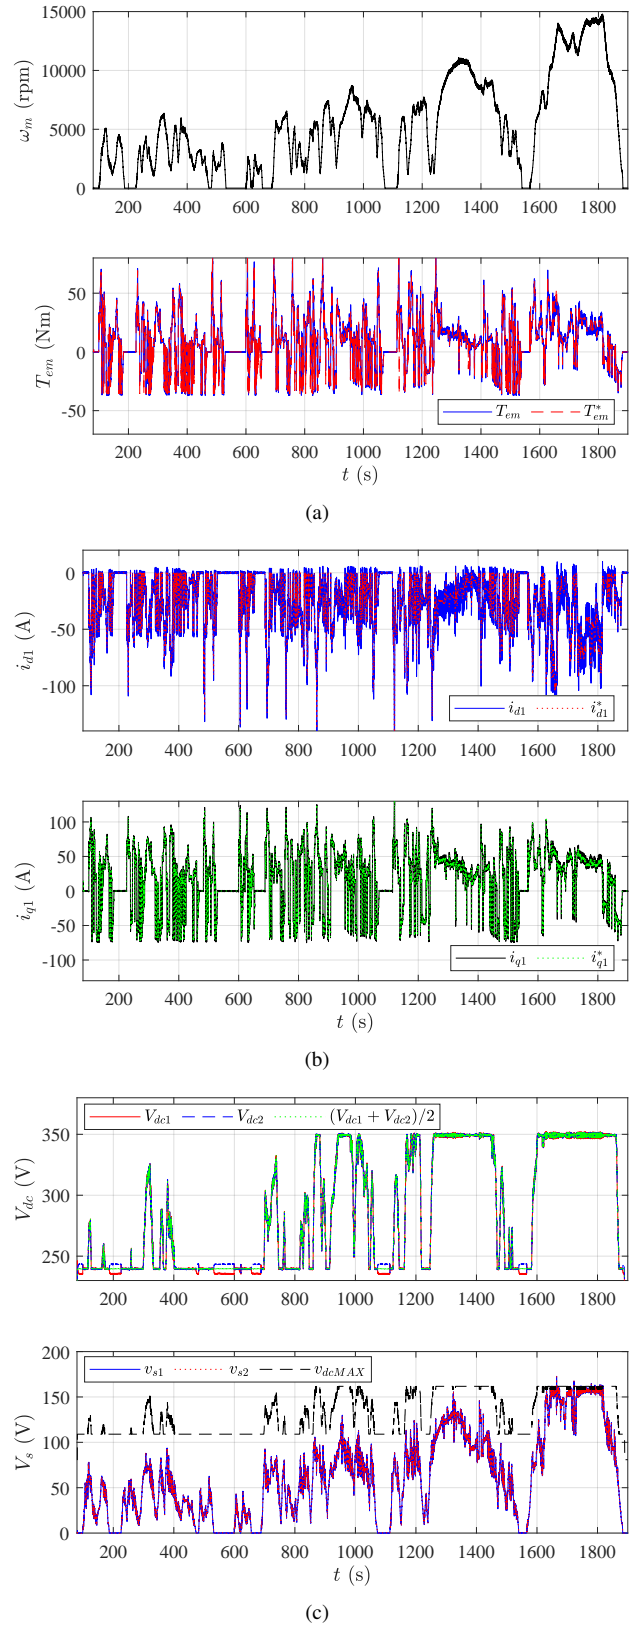 15000
10000
5000
0
ω_m (rpm)
200 400 600 800 1000 1200 1400 1600 1800
50
0
-50
T_em (Nm)
T_em T*_em
200 400 600 800 1000 1200 1400 1600 1800
t (s)
(a)
0
-50
-100
i_d1 (A)
i_d1 i*_d1
200 400 600 800 1000 1200 1400 1600 1800
100
50
0
-50
-100
i_q1 (A)
i_q1 i*_q1
200 400 600 800 1000 1200 1400 1600 1800
t (s)
(b)
V_dc1 V_dc2 (V_dc1 + V_dc2)/2
350
300
250
V_dc (V)
200 400 600 800 1000 1200 1400 1600 1800
200
v_s1 v_s2 v_dcMAX
150
100
50
0
V_s (V)
200 400 600 800 1000 1200 1400 1600 1800
t (s)
(c)